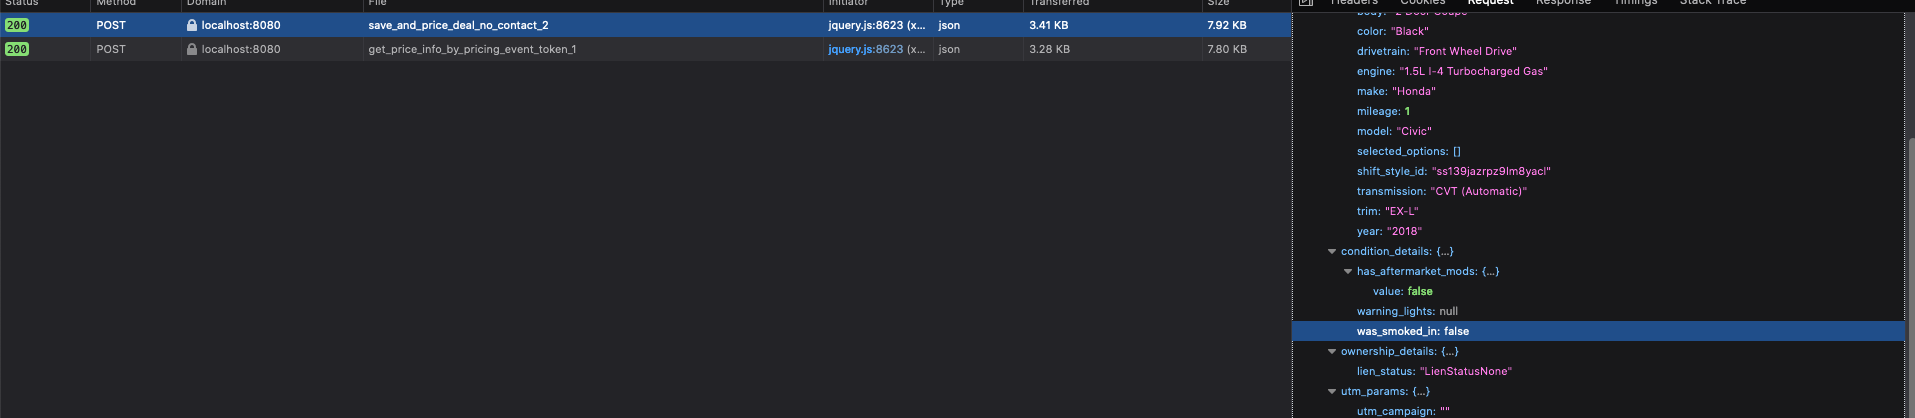 Status Method Domain File Initiator Type Transferred Size
200 POST localhost:8080 save_and_price_deal_no_contact_2 jquery.js:8623 (x... json 3.41 KB 7.92 KB
200 POST localhost:8080 get_price_info_by_pricing_event_token_1 jquery.js:8623 (x... json 3.28 KB 7.80 KB
Headers Cookies Request Response Timings Stack Trace
body: "2 Door Coupe"
color: "Black"
drivetrain: "Front Wheel Drive"
engine: "1.5L I-4 Turbocharged Gas"
make: "Honda"
mileage: 1
model: "Civic"
selected_options: []
shift_style_id: "ss139jazrpz9lm8yacl"
transmission: "CVT (Automatic)"
trim: "EX-L"
year: "2018"
condition_details: {...}
has_aftermarket_mods: {...}
value: false
warning_lights: null
was_smoked_in: false
ownership_details: {...}
lien_status: "LienStatusNone"
utm_params: {...}
utm_campaign: ""